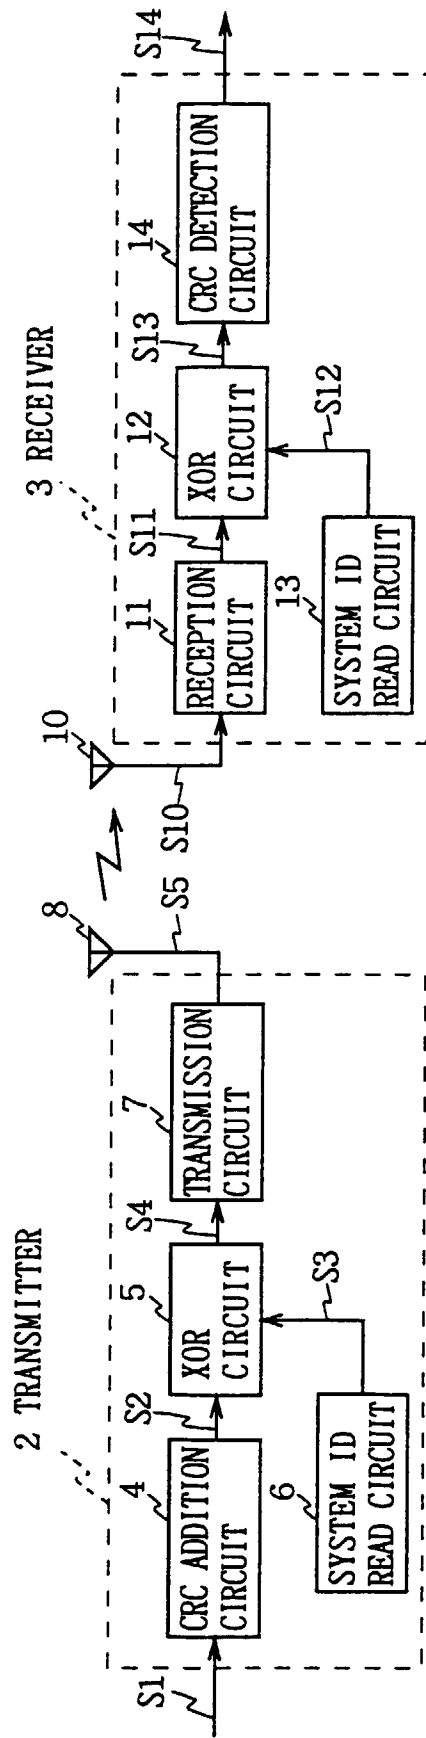 2 TRANSMITTER
S1
4
CRC ADDITION
CIRCUIT
S2
5
XOR
CIRCUIT
S4
7
TRANSMISSION
CIRCUIT
6
SYSTEM ID
READ CIRCUIT
S3
8
S5
10
S10
3 RECEIVER
11
RECEPTION
CIRCUIT
S11
12
XOR
CIRCUIT
S13
14
CRC DETECTION
CIRCUIT
S14
13
SYSTEM ID
READ CIRCUIT
S12